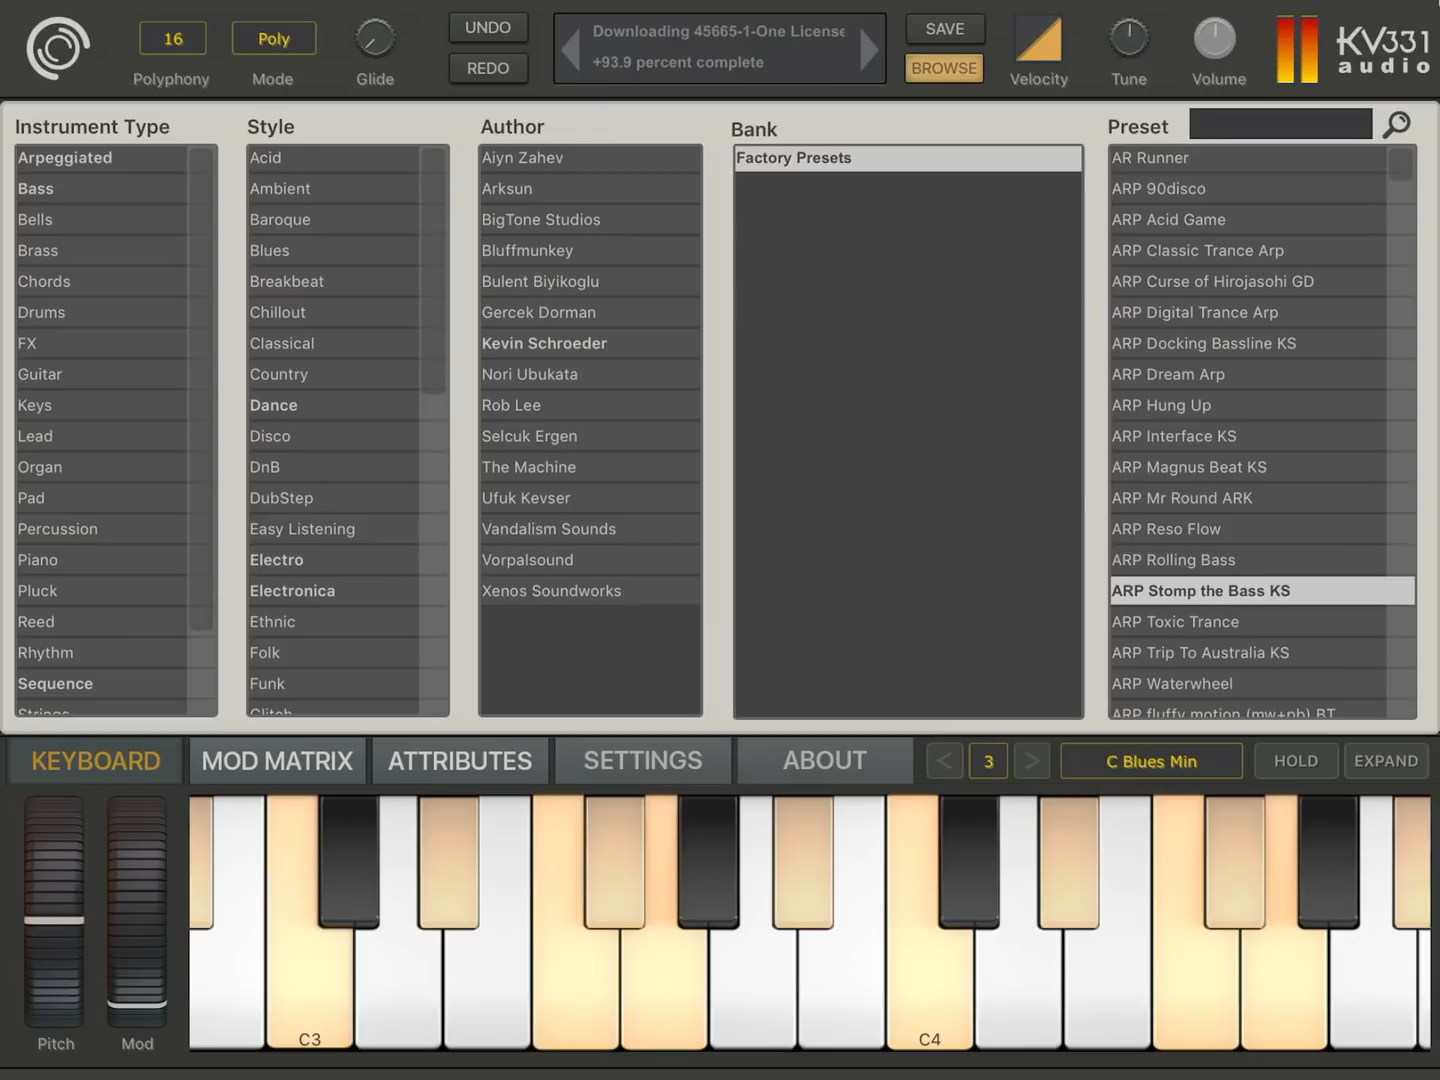 16
Polyphony
Poly
Mode
Glide
UNDO
REDO
Downloading 45665-1-One License
+93.9 percent complete
SAVE
BROWSE
Velocity
Tune
Volume
KV331
audio
Instrument Type
Arpeggiated
Bass
Bells
Brass
Chords
Drums
FX
Guitar
Keys
Lead
Organ
Pad
Percussion
Piano
Pluck
Reed
Rhythm
Sequence
Strings
Style
Acid
Ambient
Baroque
Blues
Breakbeat
Chillout
Classical
Country
Dance
Disco
DnB
DubStep
Easy Listening
Electro
Electronica
Ethnic
Folk
Funk
Glitch
Author
Aiyn Zahev
Arksun
BigTone Studios
Bluffmunkey
Bulent Biyikoglu
Gercek Dorman
Kevin Schroeder
Nori Ubukata
Rob Lee
Selcuk Ergen
The Machine
Ufuk Kevser
Vandalism Sounds
Vorpalsound
Xenos Soundworks
Bank
Factory Presets
Preset
AR Runner
ARP 90disco
ARP Acid Game
ARP Classic Trance Arp
ARP Curse of Hirojasohi GD
ARP Digital Trance Arp
ARP Docking Bassline KS
ARP Dream Arp
ARP Hung Up
ARP Interface KS
ARP Magnus Beat KS
ARP Mr Round ARK
ARP Reso Flow
ARP Rolling Bass
ARP Stomp the Bass KS
ARP Toxic Trance
ARP Trip To Australia KS
ARP Waterwheel
ARP fluffy motion (mw+pb) BT
KEYBOARD
MOD MATRIX
ATTRIBUTES
SETTINGS
ABOUT
<
3
>
C Blues Min
HOLD
EXPAND
Pitch
Mod
C3
C4